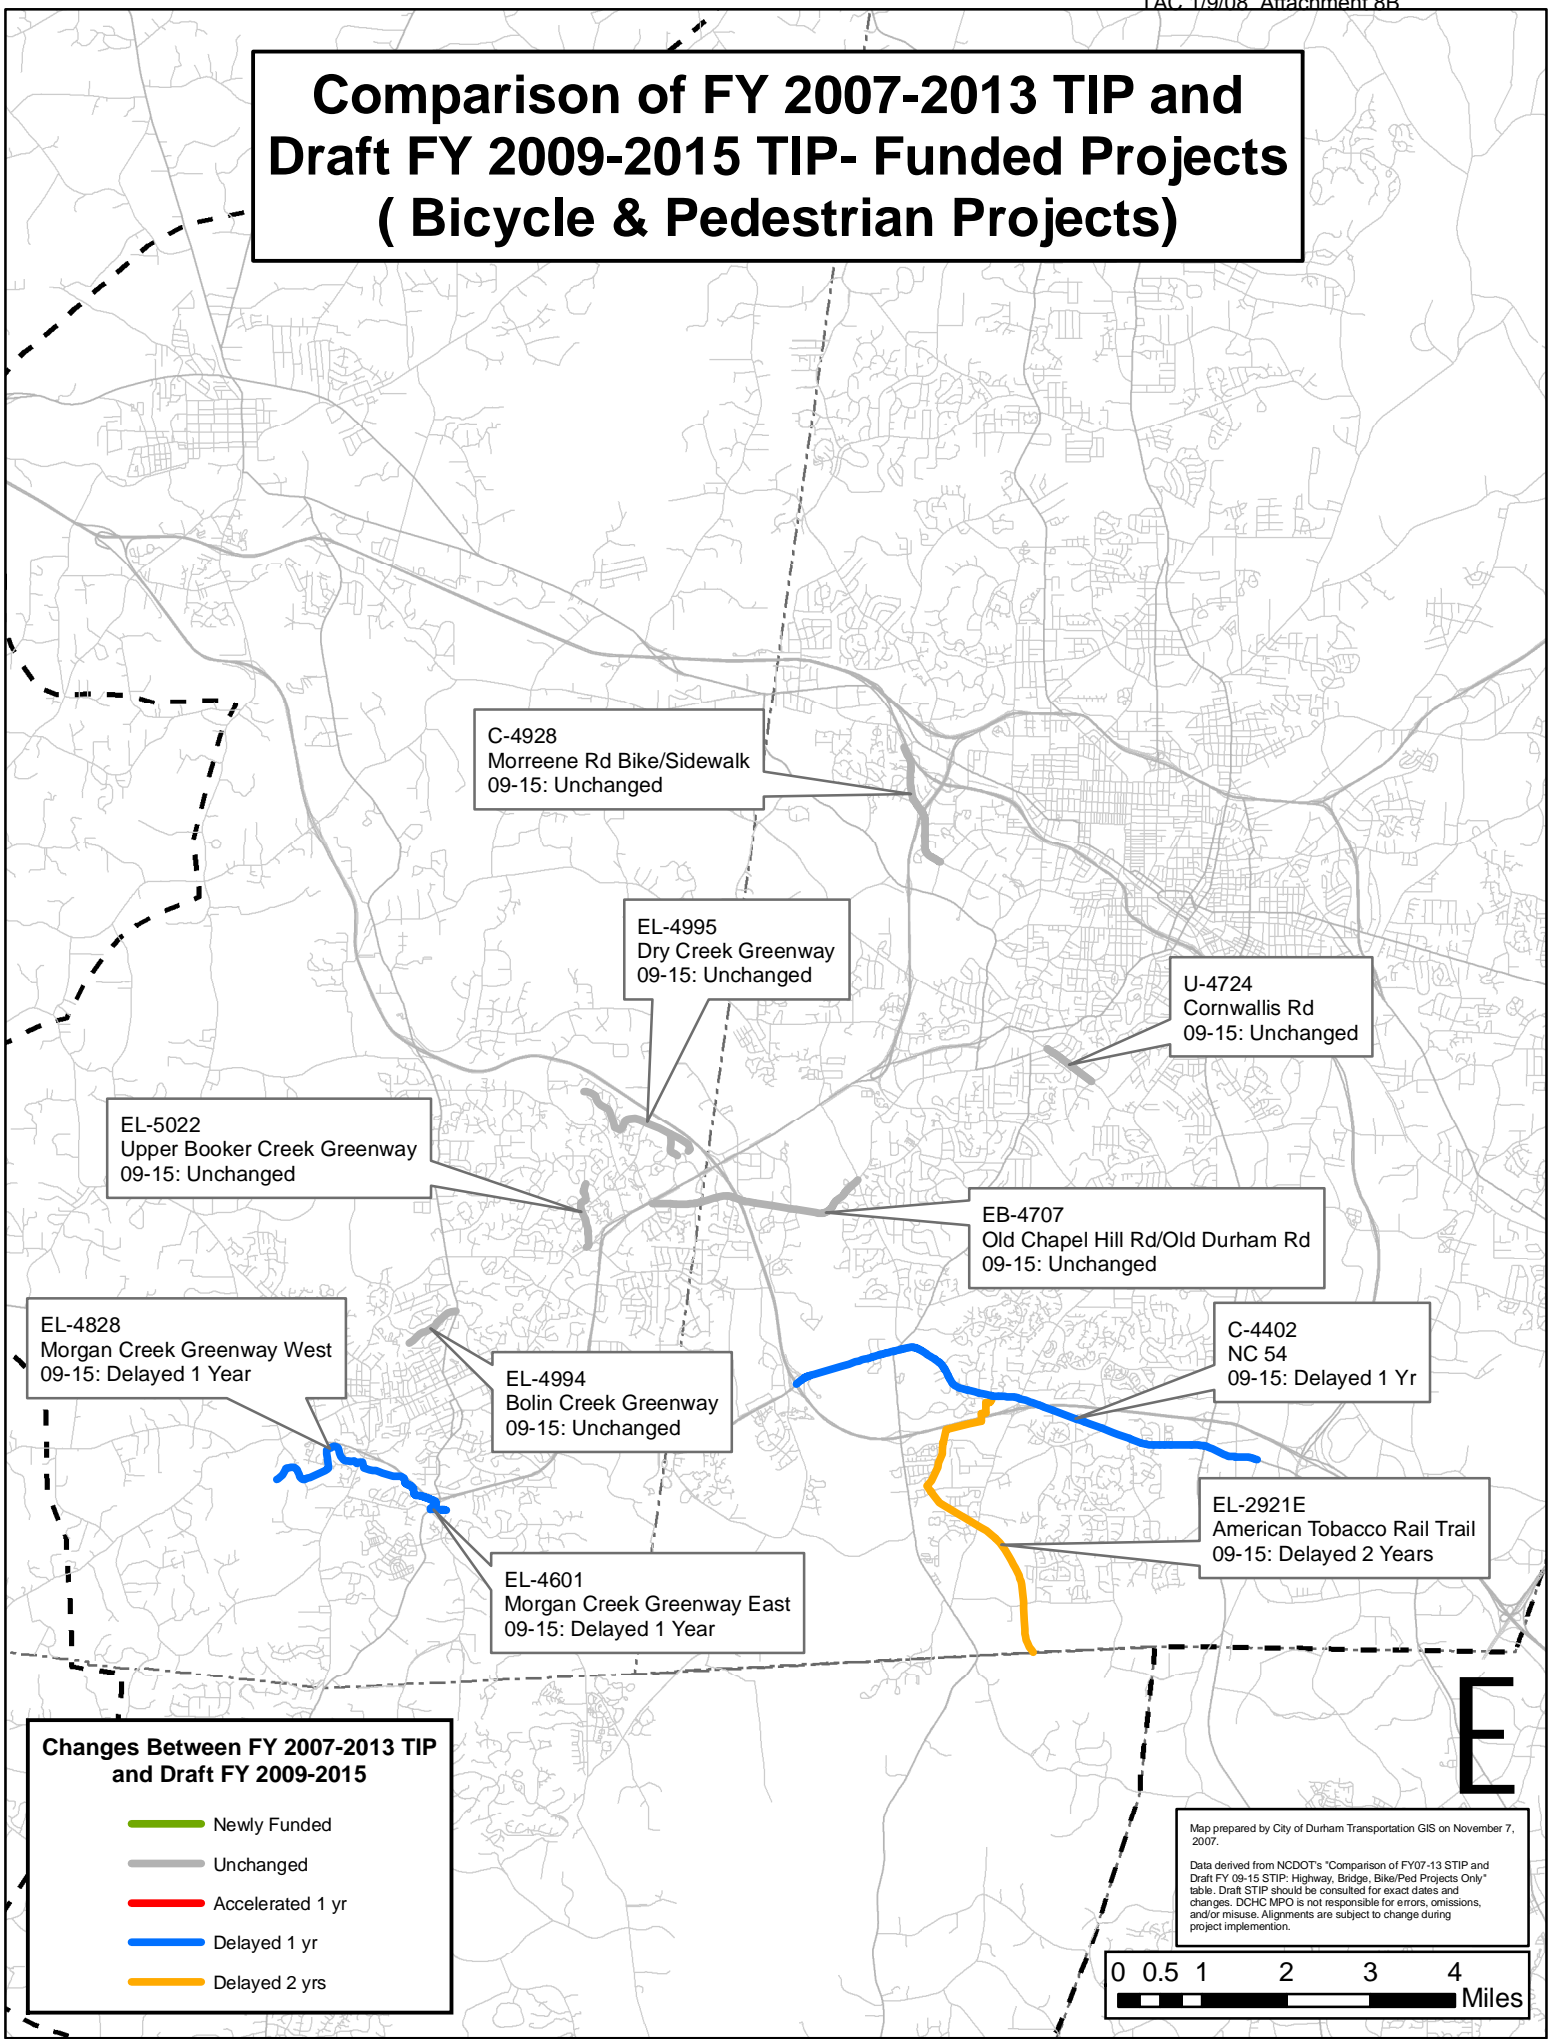 TAC 1/9/08 Attachment 8B
Comparison of FY 2007-2013 TIP and
Draft FY 2009-2015 TIP- Funded Projects
( Bicycle & Pedestrian Projects)
C-4928
Morreene Rd Bike/Sidewalk
09-15: Unchanged
EL-4995
Dry Creek Greenway
09-15: Unchanged
U-4724
Cornwallis Rd
09-15: Unchanged
EL-5022
Upper Booker Creek Greenway
09-15: Unchanged
EB-4707
Old Chapel Hill Rd/Old Durham Rd
09-15: Unchanged
EL-4828
Morgan Creek Greenway West
09-15: Delayed 1 Year
C-4402
NC 54
09-15: Delayed 1 Yr
EL-4994
Bolin Creek Greenway
09-15: Unchanged
EL-2921E
American Tobacco Rail Trail
09-15: Delayed 2 Years
EL-4601
Morgan Creek Greenway East
09-15: Delayed 1 Year
E
Changes Between FY 2007-2013 TIP
and Draft FY 2009-2015
Newly Funded
Unchanged
Accelerated 1 yr
Delayed 1 yr
Delayed 2 yrs
Map prepared by City of Durham Transportation GIS on November 7,
2007.
Data derived from NCDOT's "Comparison of FY07-13 STIP and
Draft FY 09-15 STIP: Highway, Bridge, Bike/Ped Projects Only"
table. Draft STIP should be consulted for exact dates and
changes. DCHC MPO is not responsible for errors, omissions,
and/or misuse. Alignments are subject to change during
project implemention.
0 0.5 1 2 3 4
Miles